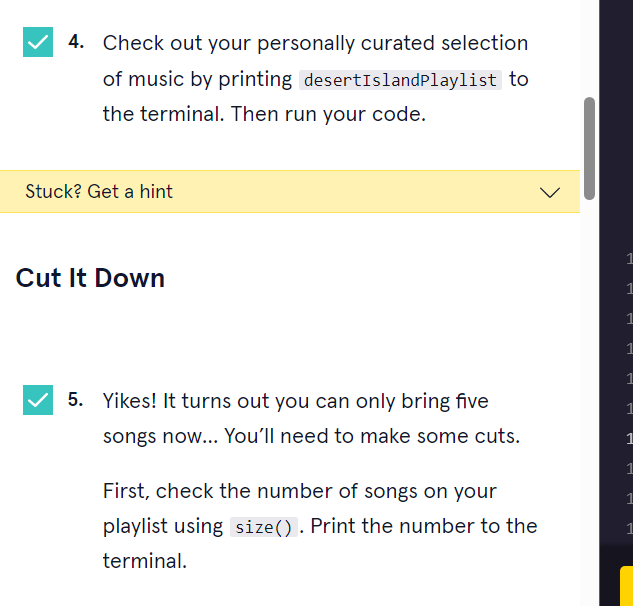 4. Check out your personally curated selection
of music by printing desertIslandPlaylist to
the terminal. Then run your code.
Stuck? Get a hint
Cut It Down
5. Yikes! It turns out you can only bring five
songs now... You’ll need to make some cuts.
First, check the number of songs on your
playlist using size(). Print the number to the
terminal.